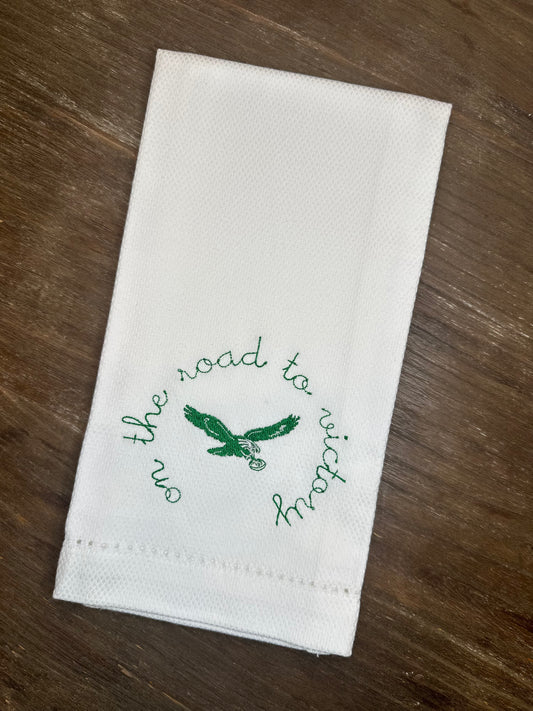 on the road to victory